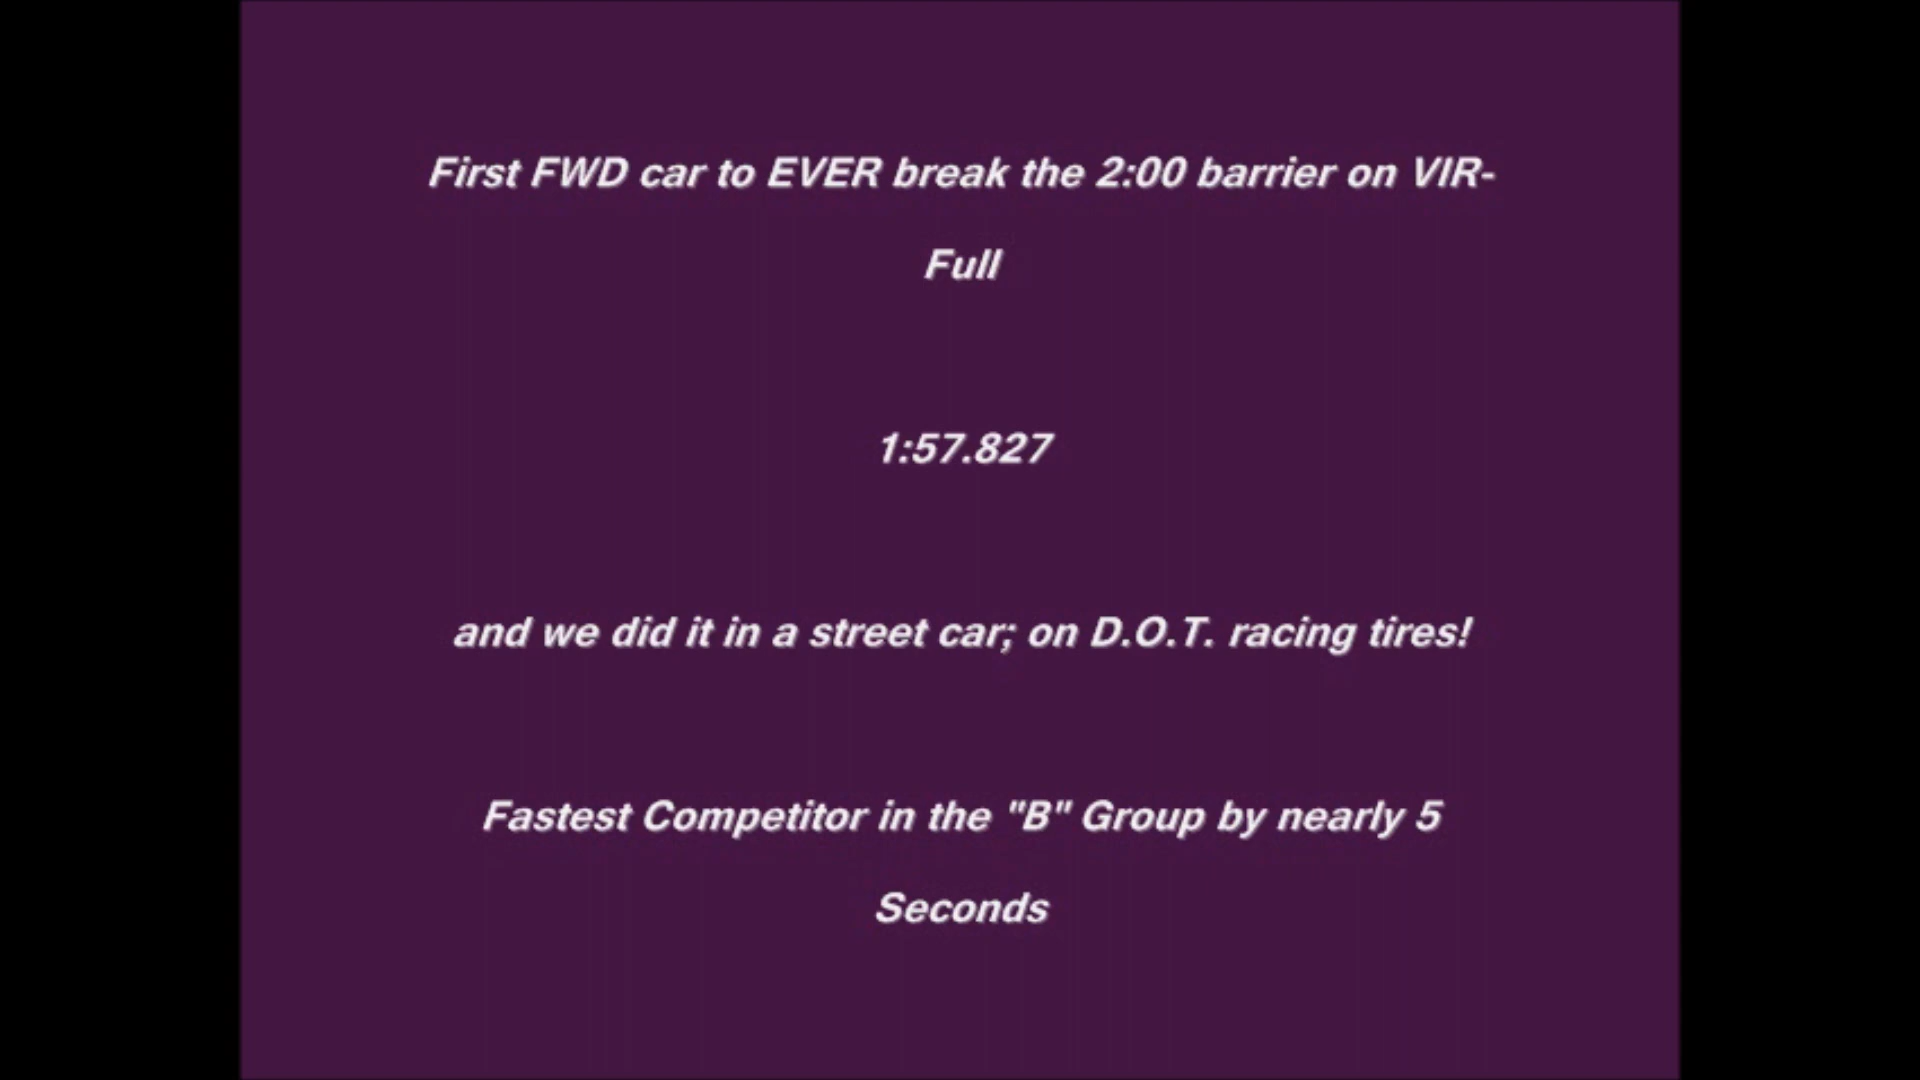 First FWD car to EVER break the 2:00 barrier on VIR-
Full
1:57.827
and we did it in a street car; on D.O.T. racing tires!
Fastest Competitor in the "B" Group by nearly 5
Seconds